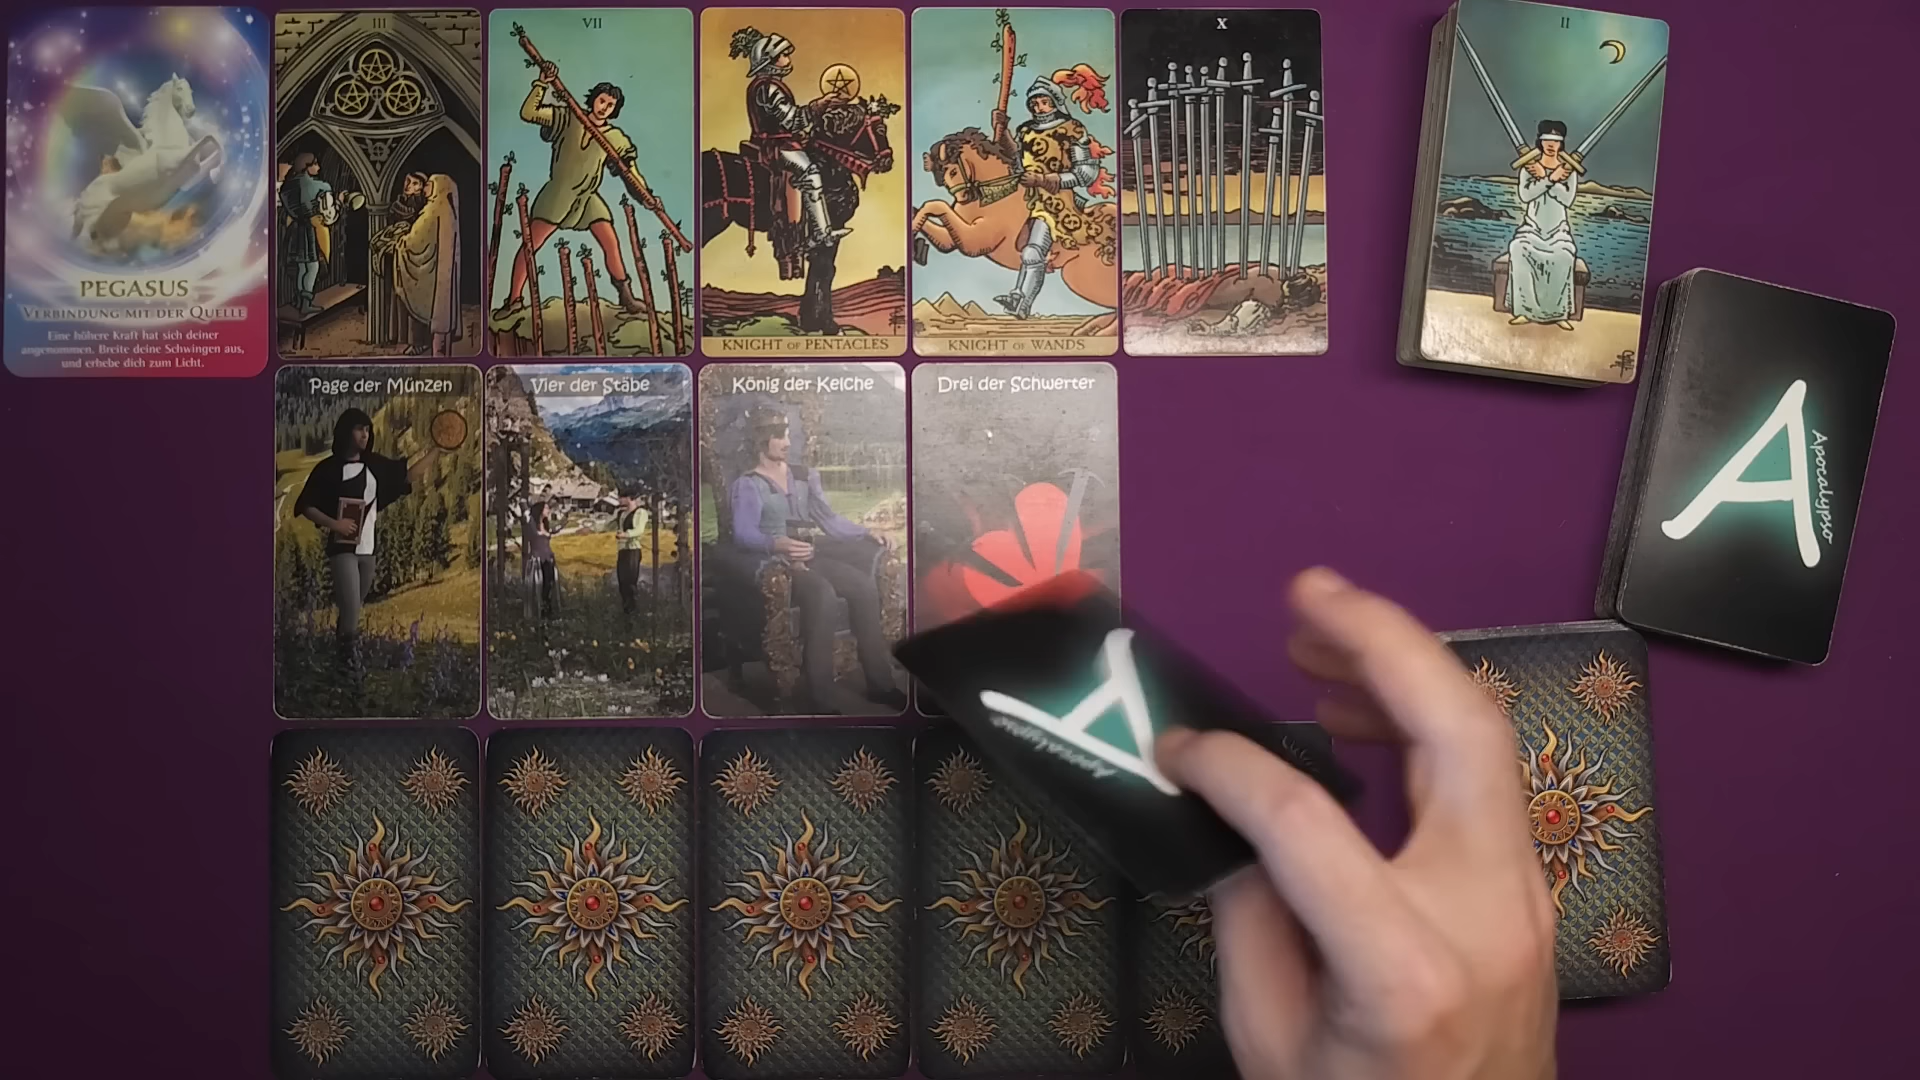 PEGASUS
VERBINDUNG MIT DER QUELLE
Eine höhere Kraft hat sich deiner
angenommen. Breite deine Schwingen aus,
und erhebe dich zum Licht.
III
VII
KNIGHT OF PENTACLES
KNIGHT OF WANDS
X
II
Page der Münzen
Vier der Stäbe
König der Kelche
Drei der Schwerter
A
Apocalypso
A
Apocalypso